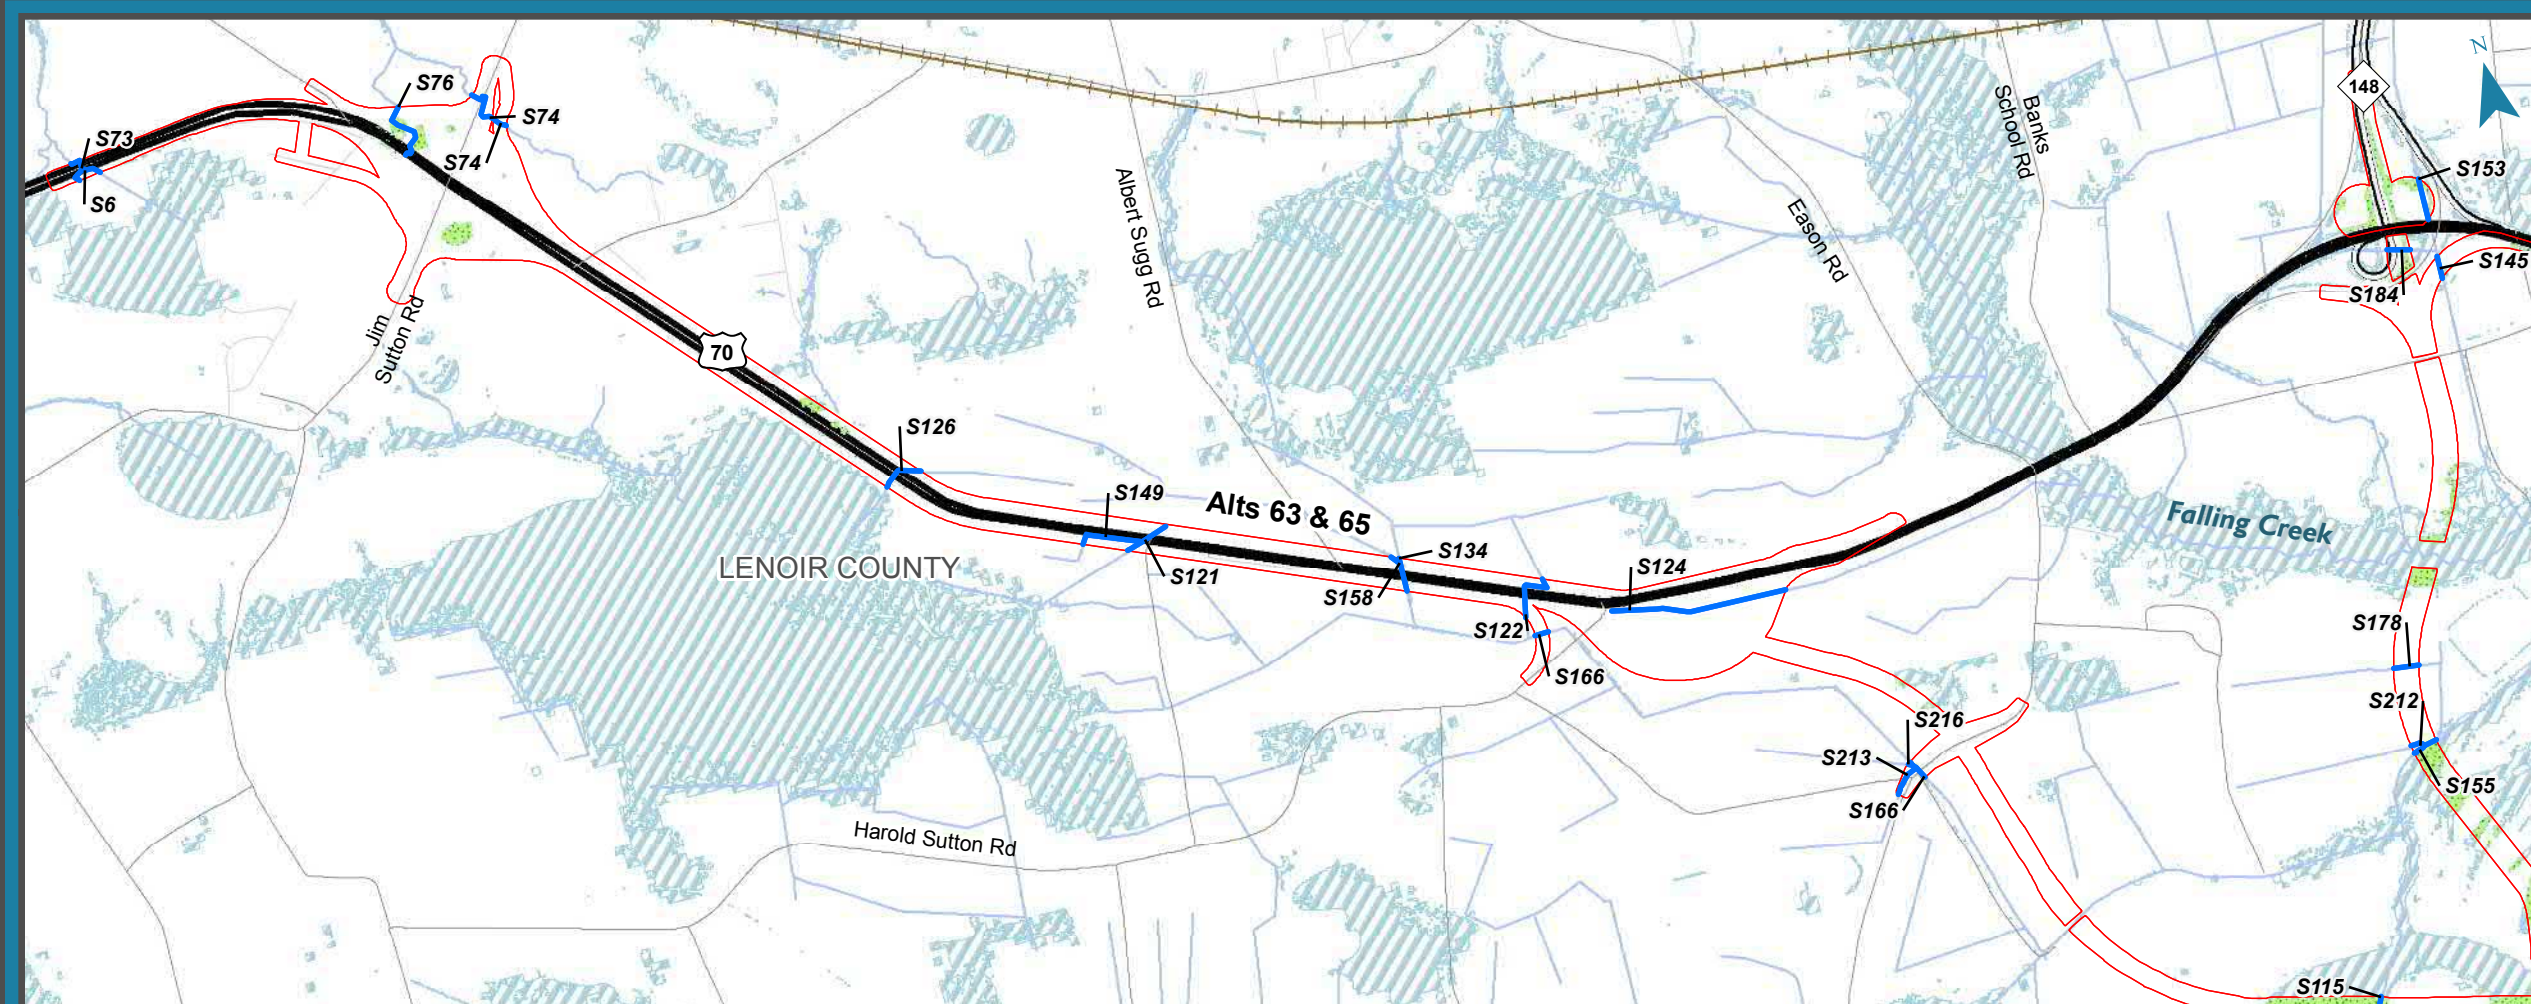 N
148
S76
S74
S73
S74
S6
Banks
School Rd
S153
Albert Sugg Rd
Eason Rd
S145
S184
Jim
Sutton Rd
70
S126
S149
Alts 63 & 65
Falling Creek
S134
LENOIR COUNTY
S121
S124
S158
S122
S178
S166
S212
S216
S213
S155
S166
Harold Sutton Rd
S115